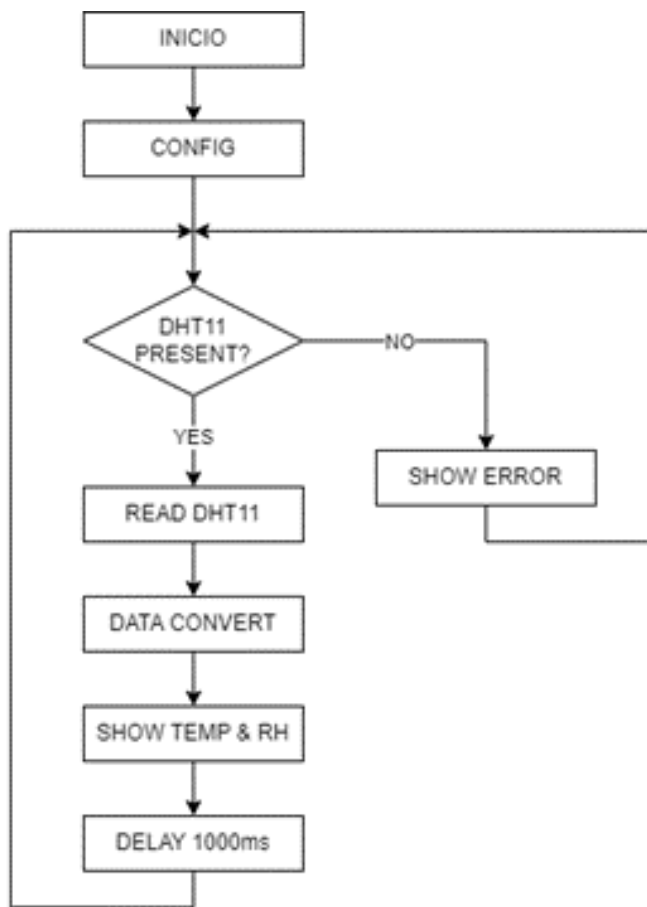 INICIO
CONFIG
DHT11
PRESENT?
NO
YES
SHOW ERROR
READ DHT11
DATA CONVERT
SHOW TEMP & RH
DELAY 1000ms